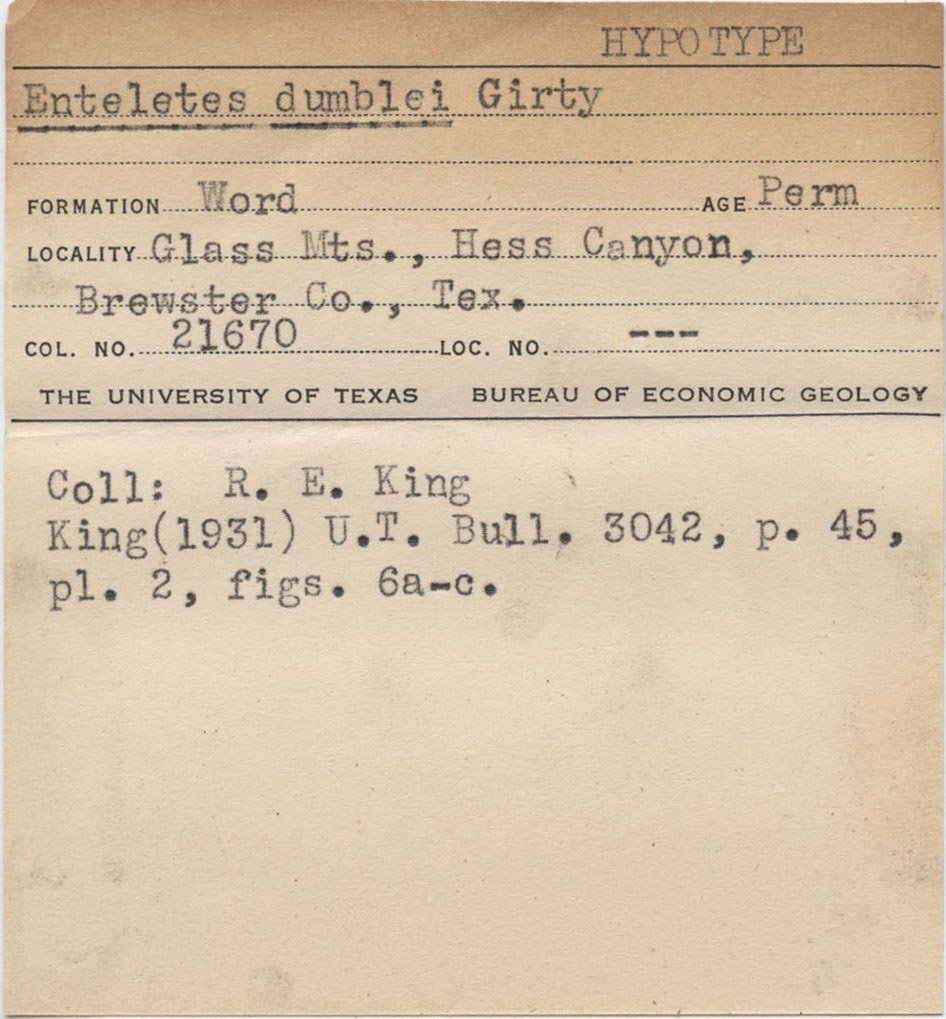 HYPOTYPE
Enteletes dumblei Girty
FORMATION Word AGE Perm
LOCALITY Glass Mts., Hess Canyon,
Brewster Co., Tex.
COL. NO. 21670 LOC. NO. ---
THE UNIVERSITY OF TEXAS BUREAU OF ECONOMIC GEOLOGY
Coll: R. E. King
King(1931) U.T. Bull. 3042, p. 45,
pl. 2, figs. 6a-c.